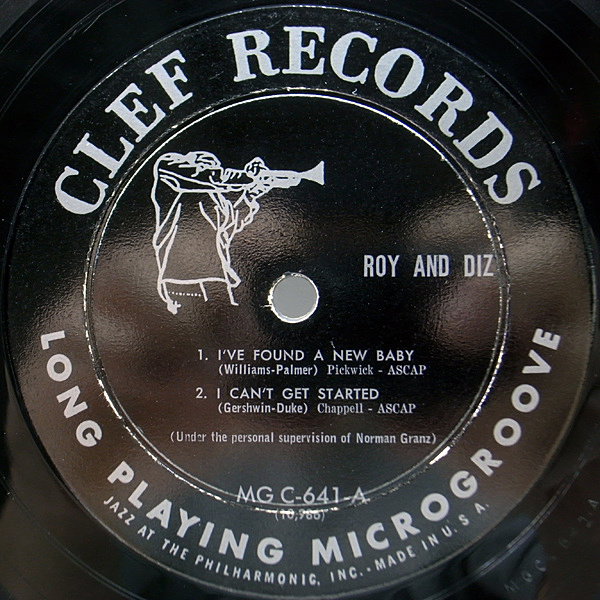 CLEF RECORDS
ROY AND DIZ
1. I'VE FOUND A NEW BABY
(Williams-Palmer) Pickwick - ASCAP
2. I CAN'T GET STARTED
(Gershwin-Duke) Chappell - ASCAP
(Under the personal supervision of Norman Granz)
MG C-641-A
(10,986)
LONG PLAYING MICROGROOVE
JAZZ AT THE PHILHARMONIC, INC. - MADE IN U.S.A.